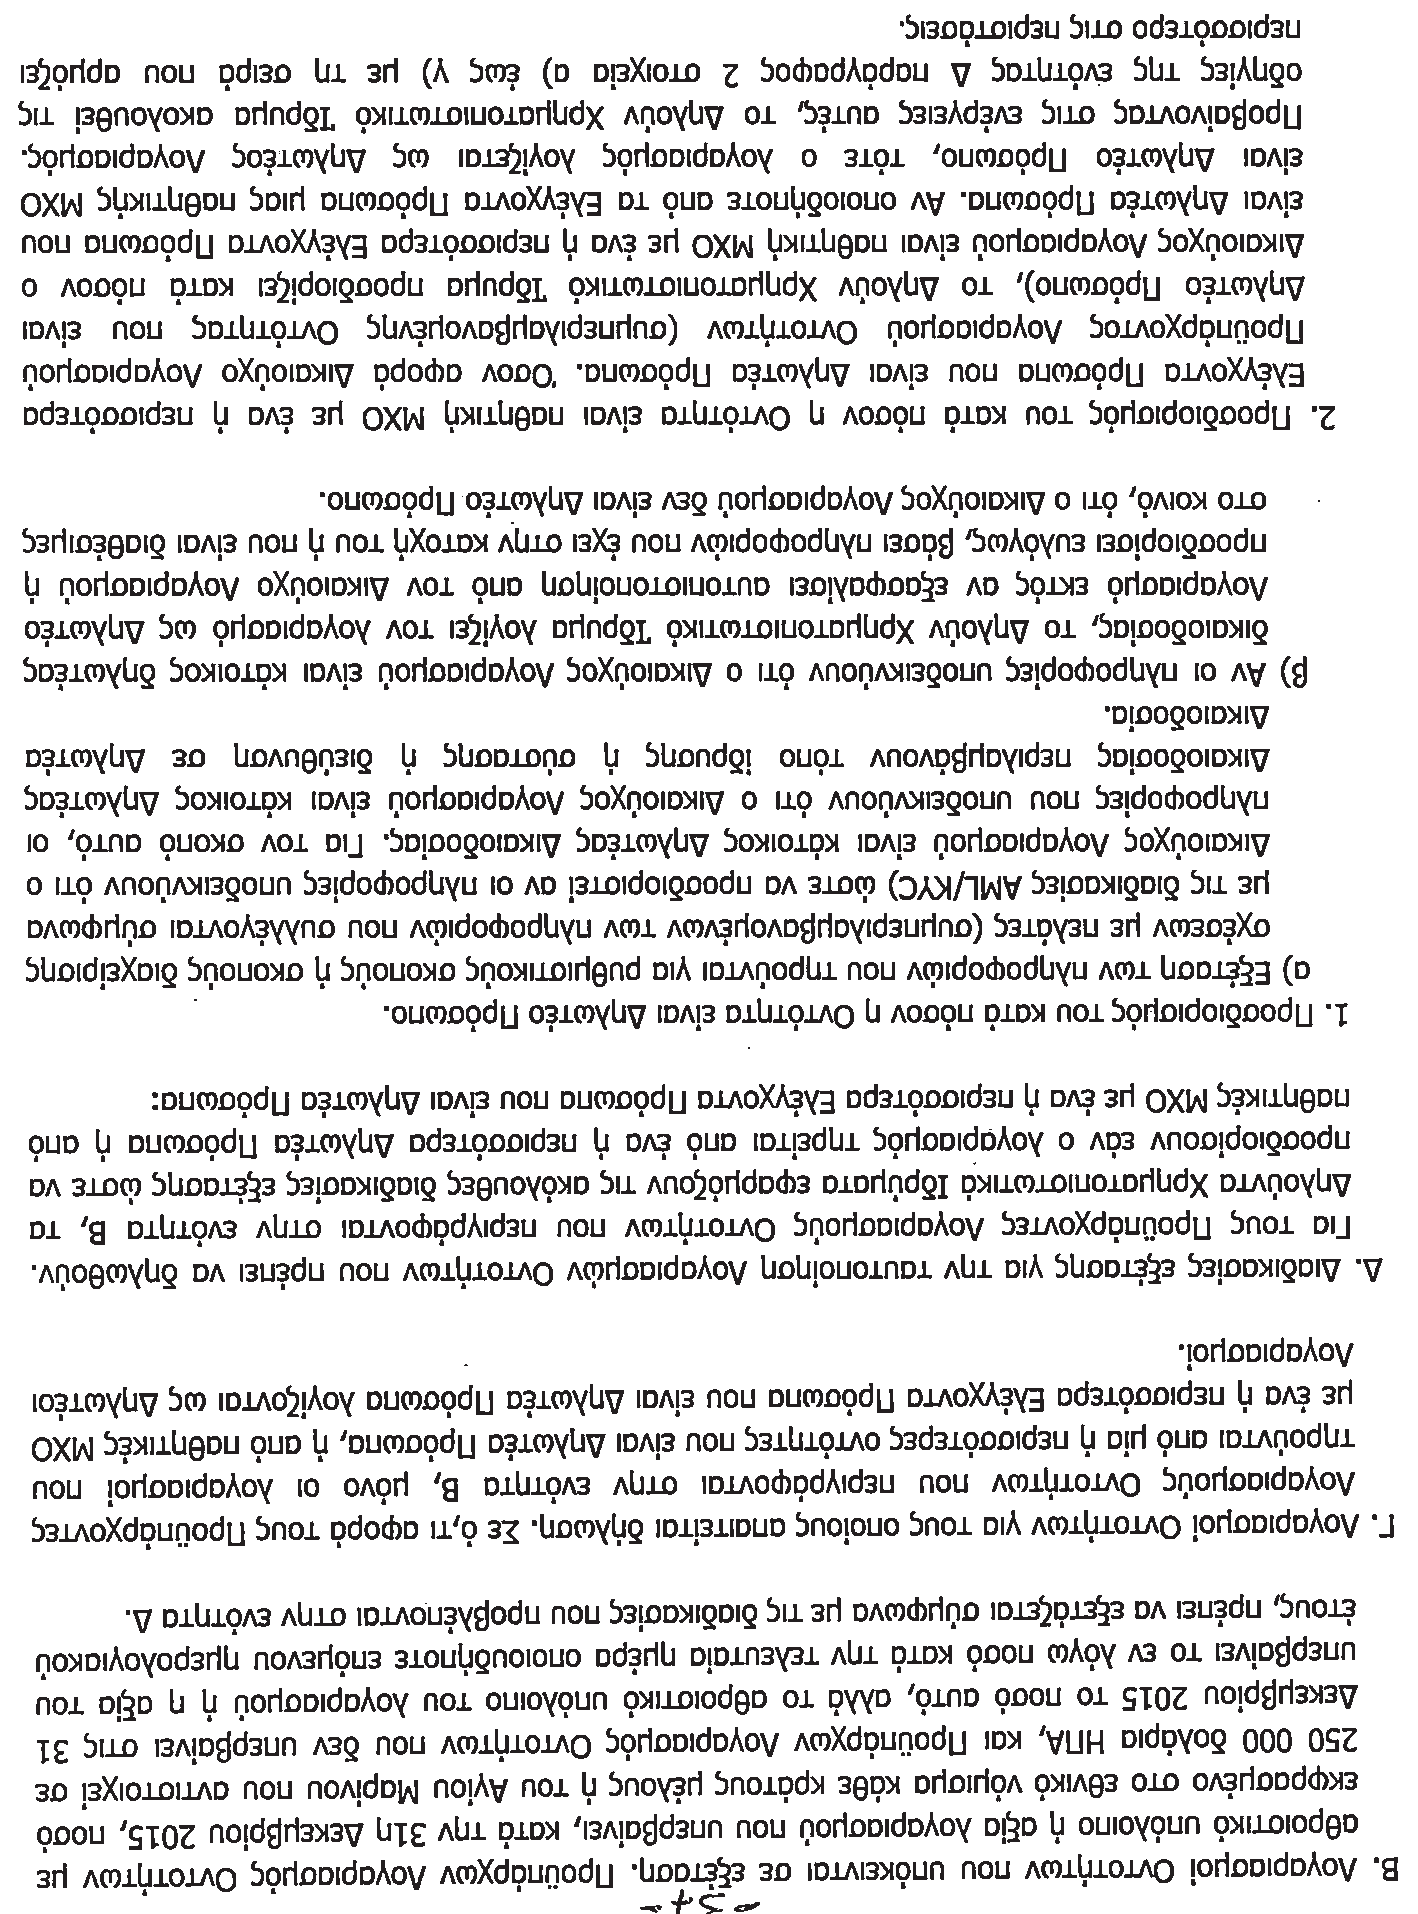 -37-
Β. Λογαριασμοί Οντοτήτων που υπόκεινται σε εξέταση. Προϋπάρχων Λογαριασμός Οντοτήτων με
αθροιστικό υπόλοιπο ή αξία λογαριασμού που υπερβαίνει, κατά την 31η Δεκεμβρίου 2015, ποσό
εκφρασμένο στο εθνικό νόμισμα κάθε κράτους μέλους ή του Αγίου Μαρίνου που αντιστοιχεί σε
250 000 δολάρια ΗΠΑ, και Προϋπάρχων Λογαριασμός Οντοτήτων που δεν υπερβαίνει στις 31
Δεκεμβρίου 2015 το ποσό αυτό, αλλά το αθροιστικό υπόλοιπο του λογαριασμού ή η αξία του
υπερβαίνει το εν λόγω ποσό κατά την τελευταία ημέρα οποιουδήποτε επόμενου ημερολογιακού
έτους, πρέπει να εξετάζεται σύμφωνα με τις διαδικασίες που προβλέπονται στην ενότητα Δ.
Γ. Λογαριασμοί Οντοτήτων για τους οποίους απαιτείται δήλωση. Σε ό,τι αφορά τους Προϋπάρχοντες
Λογαριασμούς Οντοτήτων που περιγράφονται στην ενότητα Β, μόνο οι λογαριασμοί που
τηρούνται από μία ή περισσότερες οντότητες που είναι Δηλωτέα Πρόσωπα, ή από παθητικές ΜΧΟ
με ένα ή περισσότερα Ελέγχοντα Πρόσωπα που είναι Δηλωτέα Πρόσωπα λογίζονται ως Δηλωτέοι
Λογαριασμοί.
Δ. Διαδικασίες εξέτασης για την ταυτοποίηση Λογαριασμών Οντοτήτων που πρέπει να δηλωθούν.
Για τους Προϋπάρχοντες Λογαριασμούς Οντοτήτων που περιγράφονται στην ενότητα Β, τα
Δηλούντα Χρηματοπιστωτικά Ιδρύματα εφαρμόζουν τις ακόλουθες διαδικασίες εξέτασης ώστε να
προσδιορίσουν εάν ο λογαριασμός τηρείται από ένα ή περισσότερα Δηλωτέα Πρόσωπα ή από
παθητικές ΜΧΟ με ένα ή περισσότερα Ελέγχοντα Πρόσωπα που είναι Δηλωτέα Πρόσωπα:
1. Προσδιορισμός του κατά πόσον η Οντότητα είναι Δηλωτέο Πρόσωπο.
α) Εξέταση των πληροφοριών που τηρούνται για ρυθμιστικούς σκοπούς ή σκοπούς διαχείρισης
σχέσεων με πελάτες (συμπεριλαμβανομένων των πληροφοριών που συλλέγονται σύμφωνα
με τις διαδικασίες AML/KYC) ώστε να προσδιοριστεί αν οι πληροφορίες υποδεικνύουν ότι ο
Δικαιούχος Λογαριασμού είναι κάτοικος Δηλωτέας Δικαιοδοσίας. Για τον σκοπό αυτό, οι
πληροφορίες που υποδεικνύουν ότι ο Δικαιούχος Λογαριασμού είναι κάτοικος Δηλωτέας
Δικαιοδοσίας περιλαμβάνουν τόπο ίδρυσης ή σύστασης ή διεύθυνση σε Δηλωτέα
Δικαιοδοσία.
β) Αν οι πληροφορίες υποδεικνύουν ότι ο Δικαιούχος Λογαριασμού είναι κάτοικος δηλωτέας
δικαιοδοσίας, το Δηλούν Χρηματοπιστωτικό Ίδρυμα λογίζει τον λογαριασμό ως Δηλωτέο
Λογαριασμό εκτός αν εξασφαλίσει αυτοπιστοποίηση από τον Δικαιούχο Λογαριασμού ή
προσδιορίσει ευλόγως, βάσει πληροφοριών που έχει στην κατοχή του ή που είναι διαθέσιμες
στο κοινό, ότι ο Δικαιούχος Λογαριασμού δεν είναι Δηλωτέο Πρόσωπο.
2. Προσδιορισμός του κατά πόσον η Οντότητα είναι παθητική ΜΧΟ με ένα ή περισσότερα
Ελέγχοντα Πρόσωπα που είναι Δηλωτέα Πρόσωπα. Όσον αφορά Δικαιούχο Λογαριασμού
Προϋπάρχοντος Λογαριασμού Οντοτήτων (συμπεριλαμβανομένης Οντότητας που είναι
Δηλωτέο Πρόσωπο), το Δηλούν Χρηματοπιστωτικό Ίδρυμα προσδιορίζει κατά πόσον ο
Δικαιούχος Λογαριασμού είναι παθητική ΜΧΟ με ένα ή περισσότερα Ελέγχοντα Πρόσωπα που
είναι Δηλωτέα Πρόσωπα. Αν οποιοδήποτε από τα Ελέγχοντα Πρόσωπα μιας παθητικής ΜΧΟ
είναι Δηλωτέο Πρόσωπο, τότε ο λογαριασμός λογίζεται ως Δηλωτέος Λογαριασμός.
Προβαίνοντας στις ενέργειες αυτές, το Δηλούν Χρηματοπιστωτικό Ίδρυμα ακολουθεί τις
οδηγίες της ενότητας Δ παράγραφος 2 στοιχεία α) έως γ) με τη σειρά που αρμόζει
περισσότερο στις περιστάσεις.